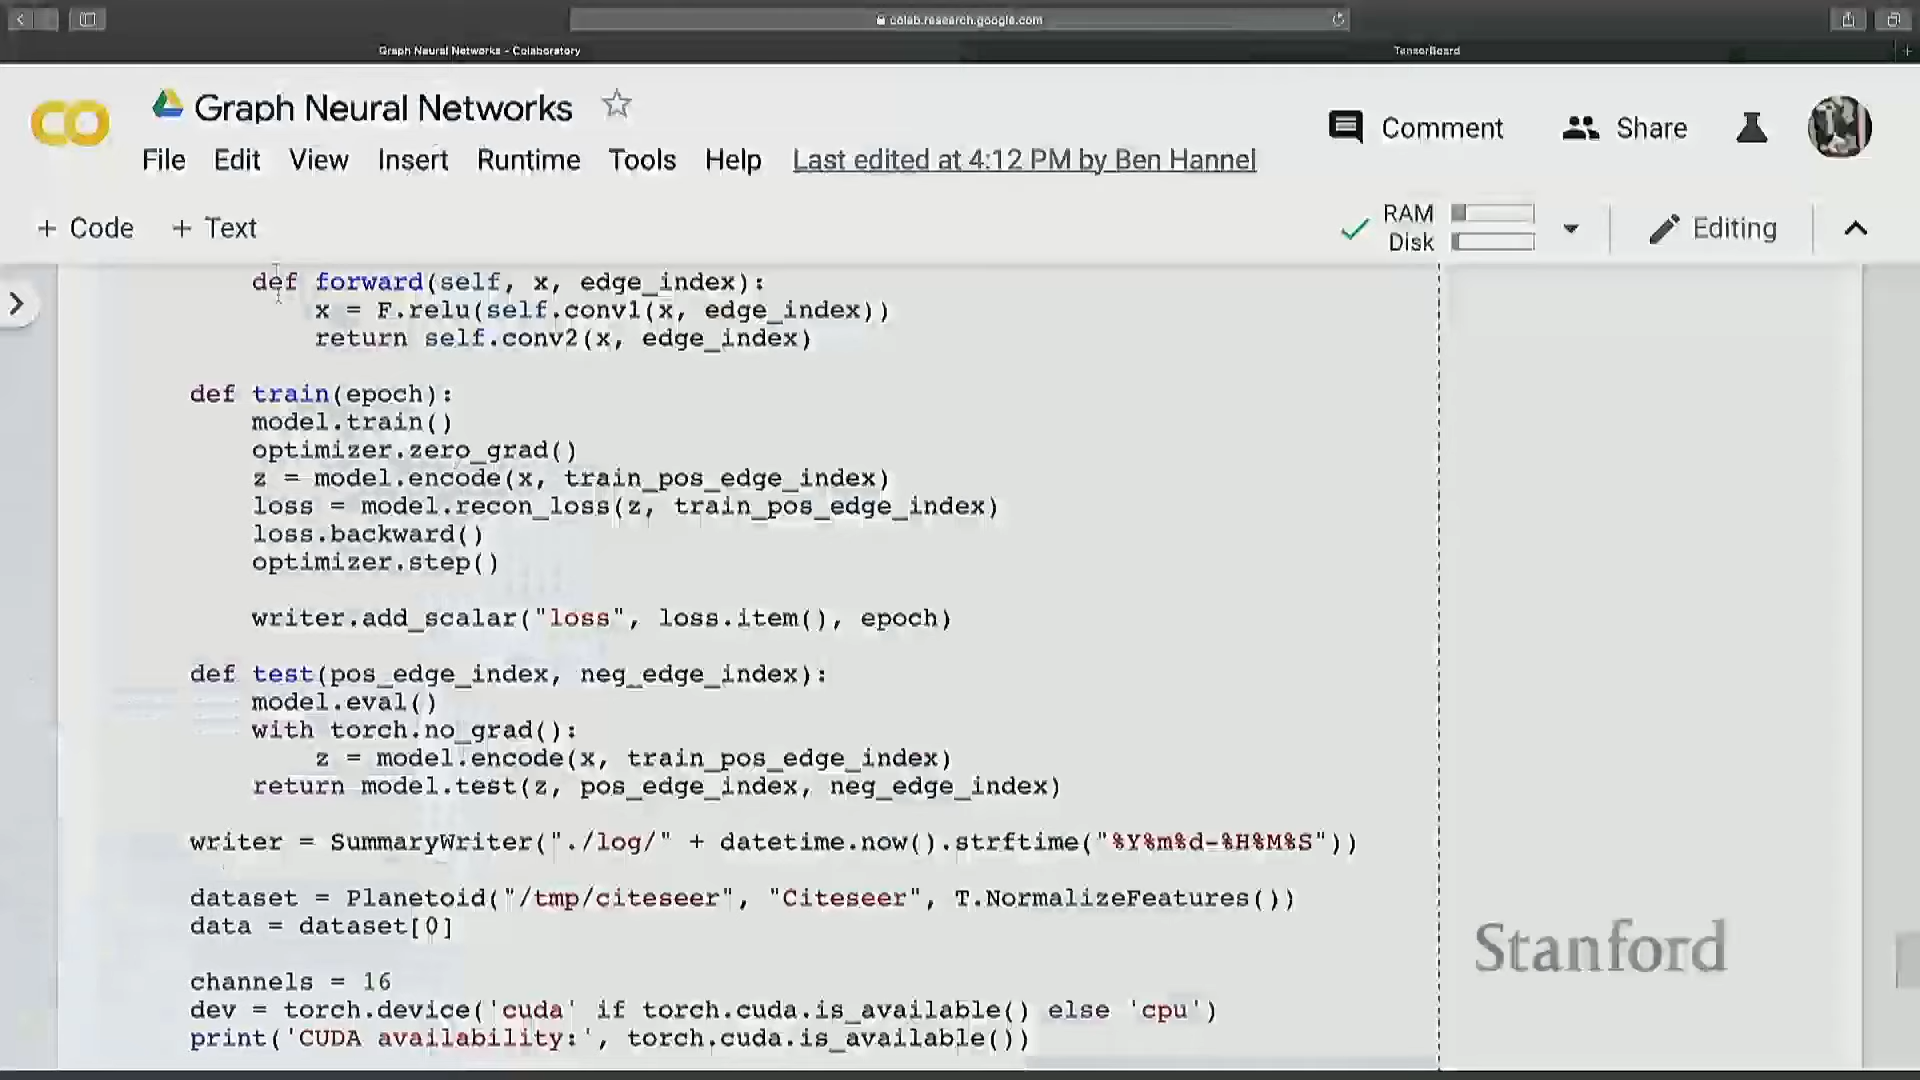 colab.research.google.com
Graph Neural Networks - Colaboratory
TensorBoard
CO
Graph Neural Networks
Comment
Share
File Edit View Insert Runtime Tools Help Last edited at 4:12 PM by Ben Hannel
+ Code + Text
RAM
Disk
Editing
def forward(self, x, edge_index):
x = F.relu(self.conv1(x, edge_index))
return self.conv2(x, edge_index)
def train(epoch):
model.train()
optimizer.zero_grad()
z = model.encode(x, train_pos_edge_index)
loss = model.recon_loss(z, train_pos_edge_index)
loss.backward()
optimizer.step()
writer.add_scalar("loss", loss.item(), epoch)
def test(pos_edge_index, neg_edge_index):
model.eval()
with torch.no_grad():
z = model.encode(x, train_pos_edge_index)
return model.test(z, pos_edge_index, neg_edge_index)
writer = SummaryWriter("./log/" + datetime.now().strftime("%Y%m%d-%H%M%S"))
dataset = Planetoid("/tmp/citeseer", "Citeseer", T.NormalizeFeatures())
data = dataset[0]
channels = 16
dev = torch.device('cuda' if torch.cuda.is_available() else 'cpu')
print('CUDA availability:', torch.cuda.is_available())
Stanford